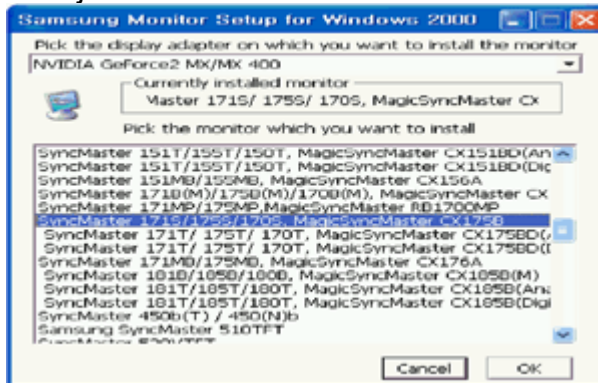 Samsung Monitor Setup for Windows 2000
Pick the display adapter on which you want to install the monitor
NVIDIA GeForce2 MX/MX 400
Currently installed monitor
Master 171S/ 175S/ 170S, MagicSyncMaster CX
Pick the monitor which you want to install
SyncMaster 151T/155T/150T, MagicSyncMaster CX151BD(An
SyncMaster 151T/155T/150T, MagicSyncMaster CX151BD(Dig
SyncMaster 151MB/155MB, MagicSyncMaster CX156A
SyncMaster 171B(M)/175B(M)/170B(M), MagicSyncMaster CX
SyncMaster 171MP/175MP,MagicSyncMaster RB1700MP
SyncMaster 171S/175S/170S, MagicSyncMaster CX175B
SyncMaster 171T/ 175T/ 170T, MagicSyncMaster CX175BD(
SyncMaster 171T/ 175T/ 170T, MagicSyncMaster CX175BD(
SyncMaster 171MB/175MB, MagicSyncMaster CX176A
SyncMaster 181B/185B/180B, MagicSyncMaster CX185B(M)
SyncMaster 181T/185T/180T, MagicSyncMaster CX185B(Ana
SyncMaster 181T/185T/180T, MagicSyncMaster CX185B(Digi
SyncMaster 450b(T) / 450(N)b
Samsung SyncMaster 510TFT
Cancel
OK